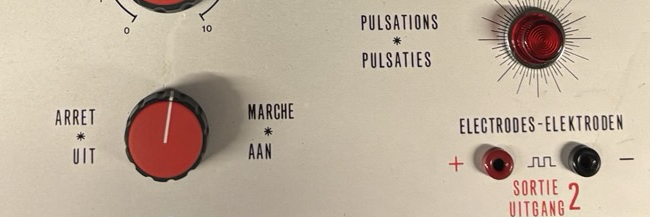 0 10
PULSATIONS
*
PULSATIES
ARRET
*
UIT
MARCHE
*
AAN
ELECTRODES-ELEKTRODEN
+ -
SORTIE
UITGANG 2